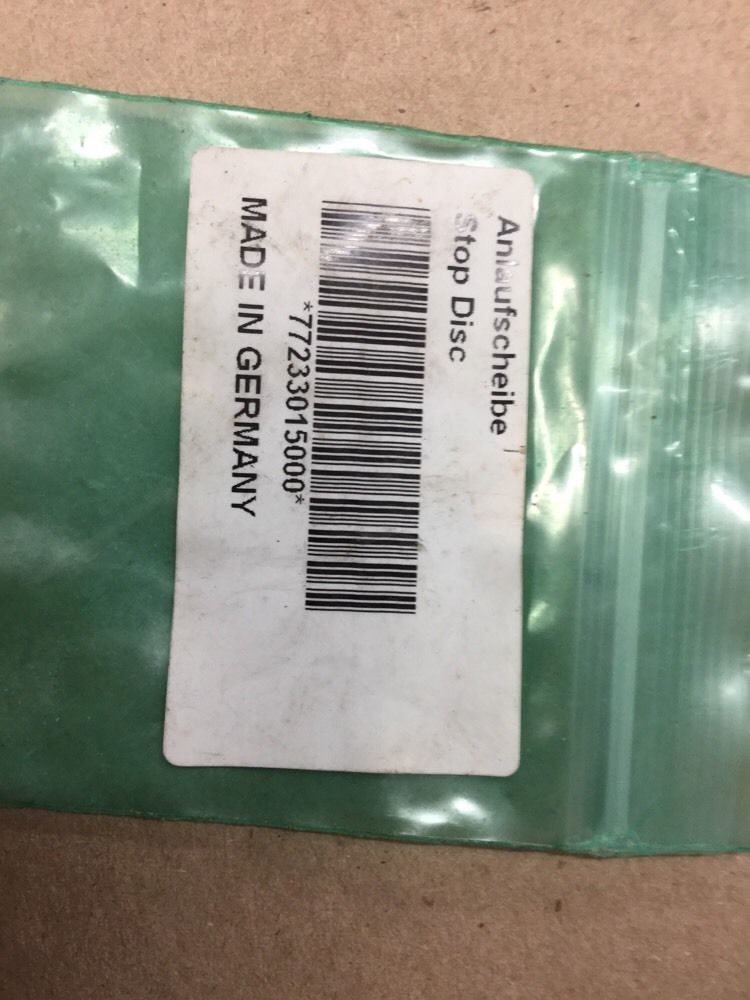 Anlaufscheibe
Stop Disc
*77233015000*
MADE IN GERMANY